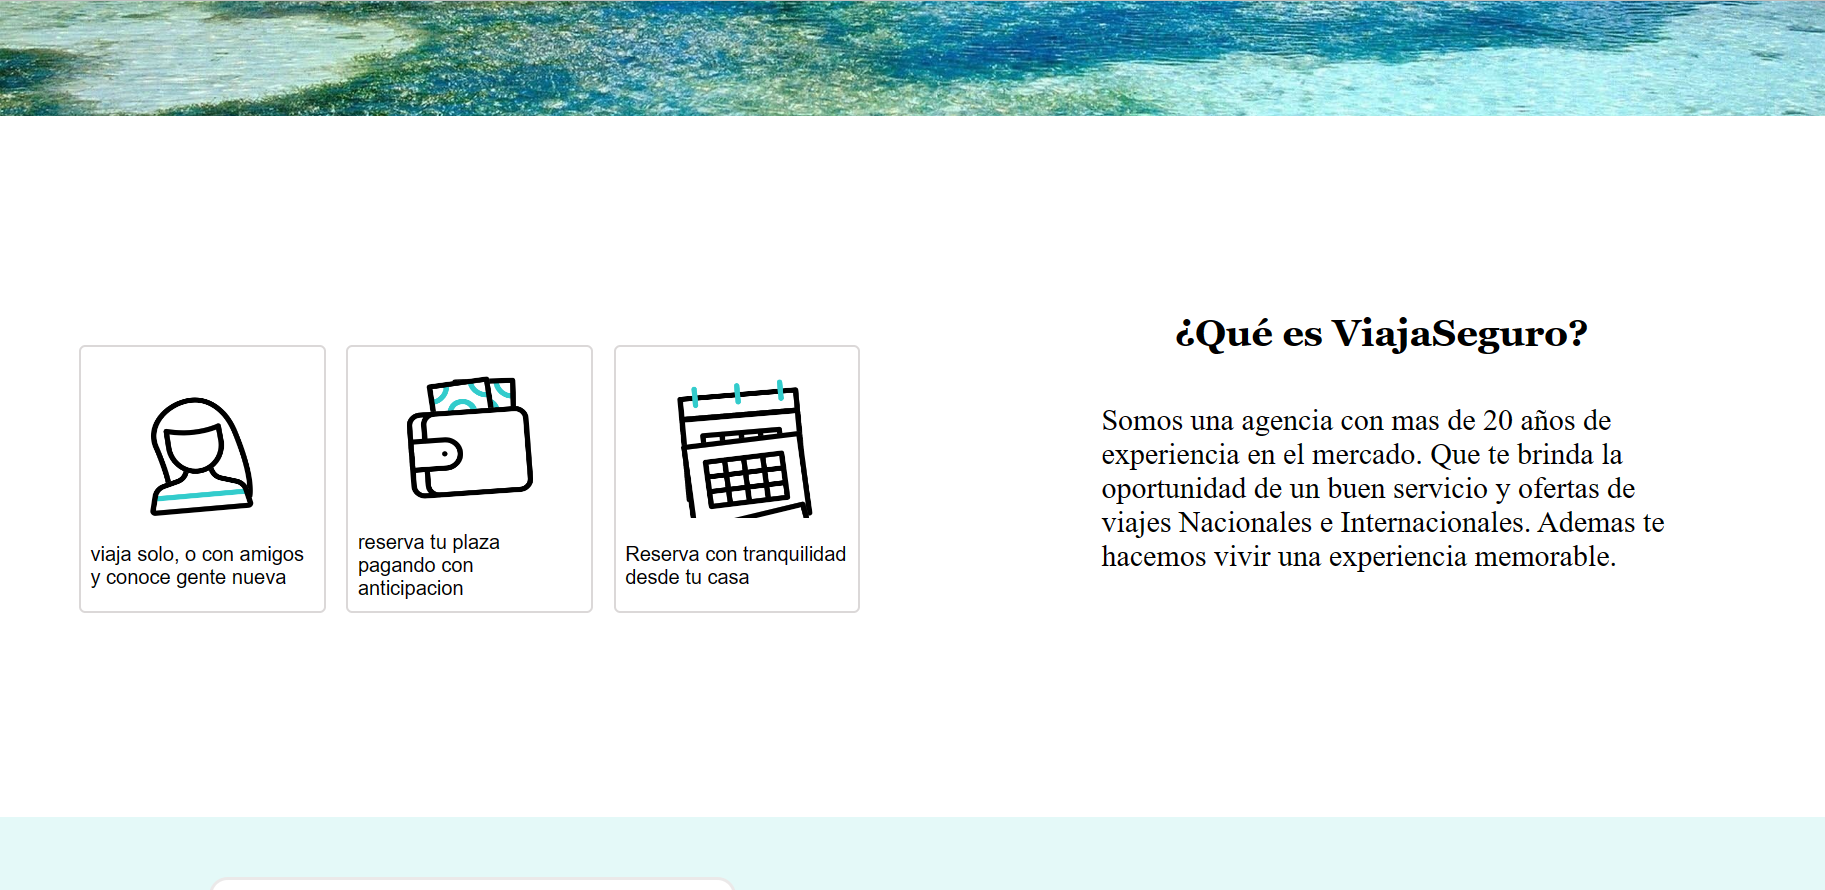 viaja solo, o con amigos
y conoce gente nueva
reserva tu plaza
pagando con
anticipacion
Reserva con tranquilidad
desde tu casa
¿Qué es ViajaSeguro?
Somos una agencia con mas de 20 años de
experiencia en el mercado. Que te brinda la
oportunidad de un buen servicio y ofertas de
viajes Nacionales e Internacionales. Ademas te
hacemos vivir una experiencia memorable.